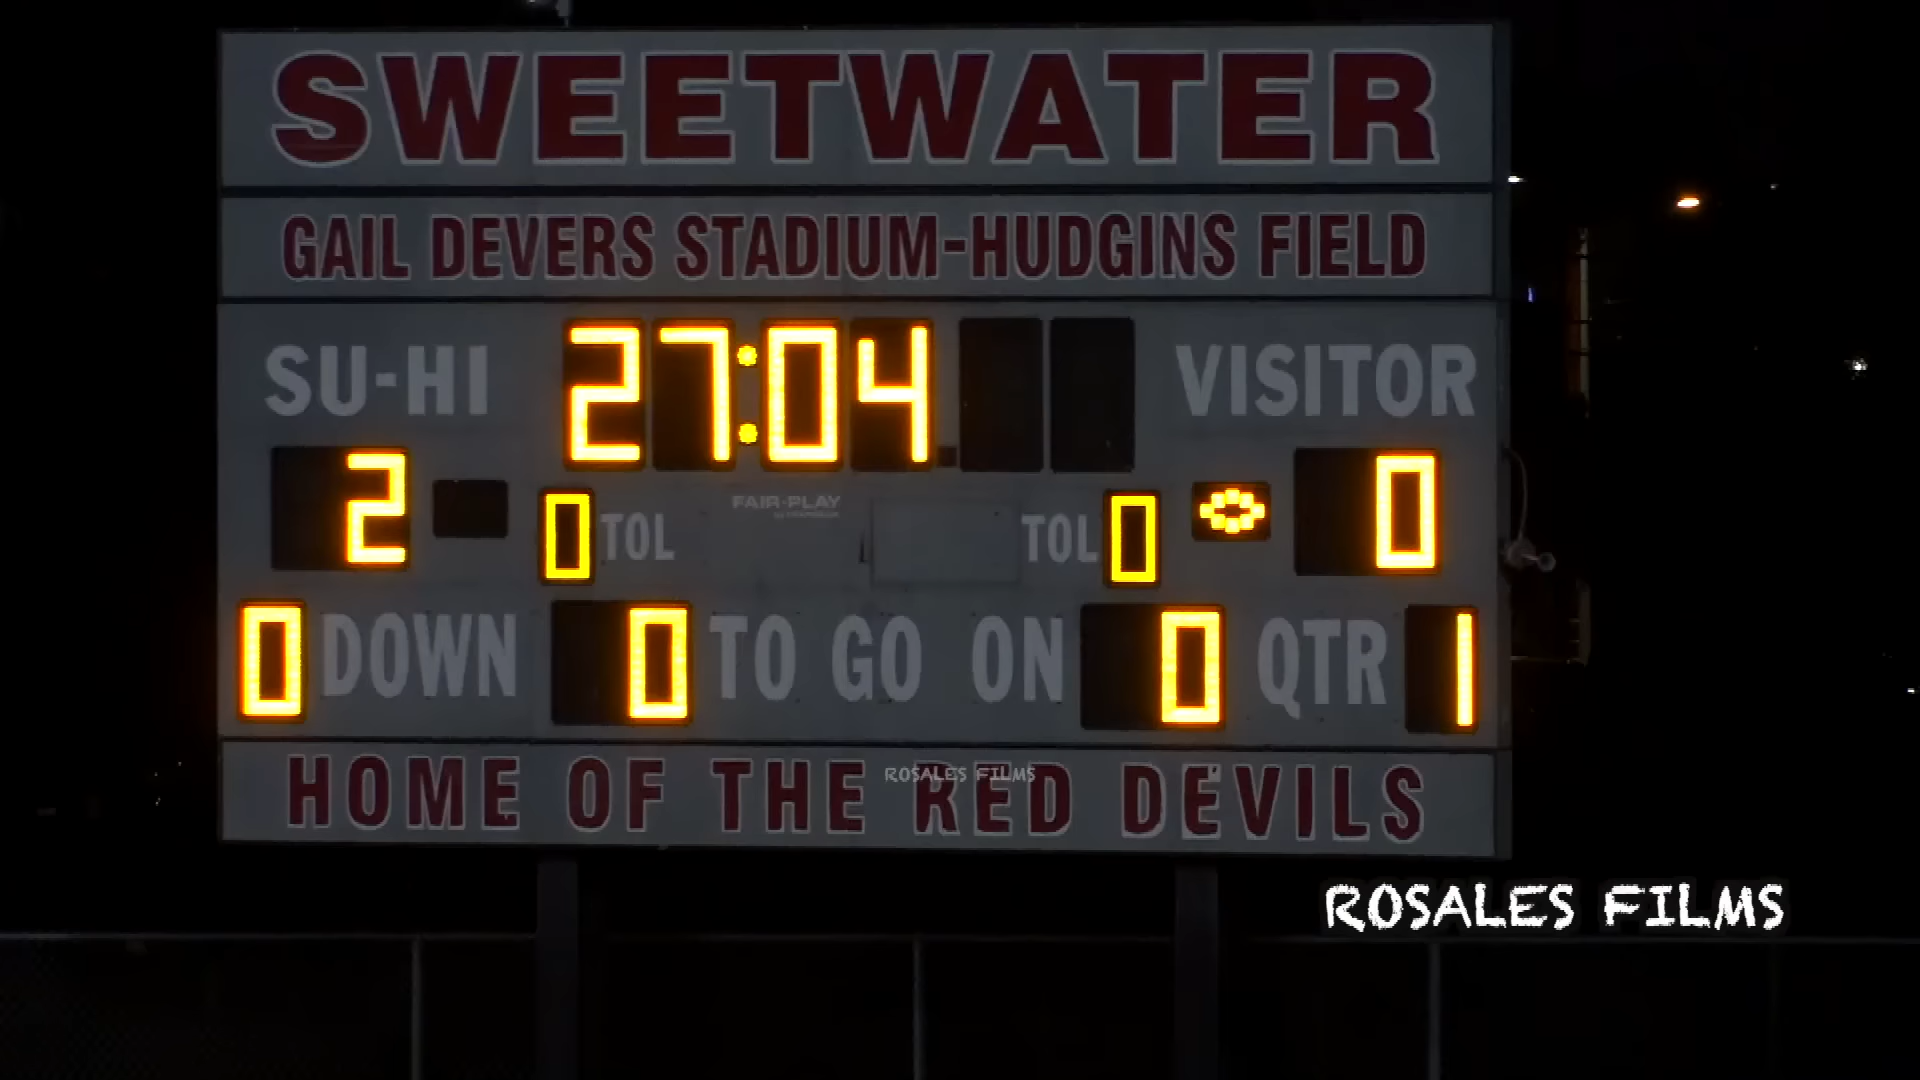 SWEETWATER
GAIL DEVERS STADIUM-HUDGINS FIELD
SU-HI 27:04 VISITOR
2 0 TOL FAIR-PLAY TOL 0 0
0 DOWN 0 TO GO ON 0 QTR 1
HOME OF THE RED DEVILS
ROSALES FILMS
ROSALES FILMS